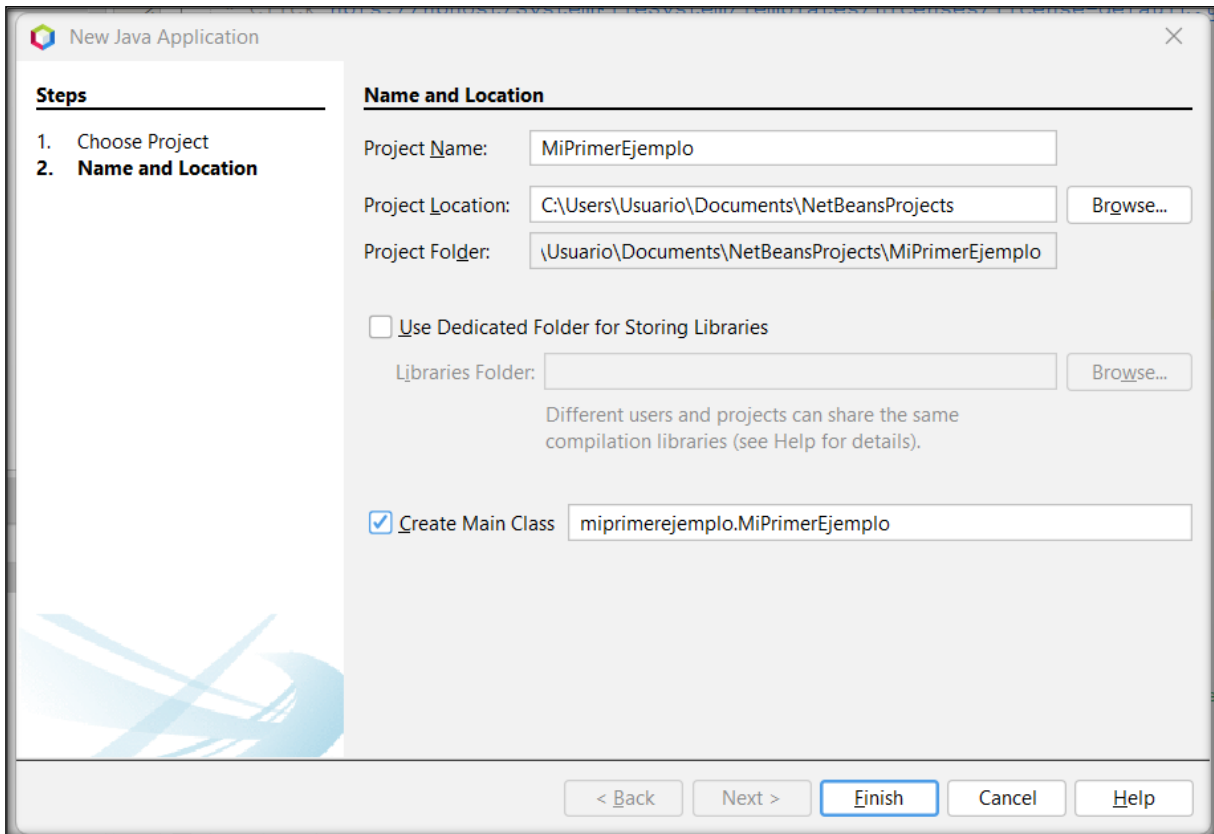 New Java Application
Steps
1. Choose Project
2. Name and Location
Name and Location
Project Name: MiPrimerEjemplo
Project Location: C:\Users\Usuario\Documents\NetBeansProjects Browse...
Project Folder: \Usuario\Documents\NetBeansProjects\MiPrimerEjemplo
Use Dedicated Folder for Storing Libraries
Libraries Folder: Browse...
Different users and projects can share the same
compilation libraries (see Help for details).
Create Main Class miprimerejemplo.MiPrimerEjemplo
< Back Next > Finish Cancel Help